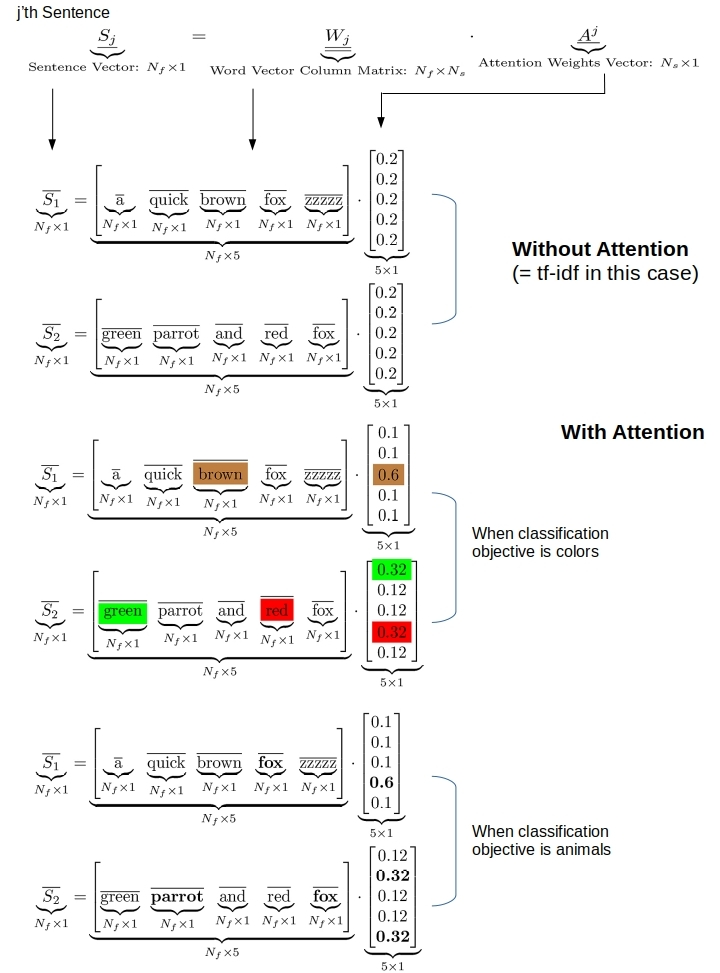 j'th Sentence
S_j = W_j · A^j
Sentence Vector: N_f×1 Word Vector Column Matrix: N_f×N_s Attention Weights Vector: N_s×1
0.2
0.2
S_1 = [ a quick brown fox zzzzz ] · 0.2
N_f×1 N_f×1 N_f×1 N_f×1 N_f×1 N_f×1 0.2
0.2
N_f×5
5×1
Without Attention
(= tf-idf in this case)
0.2
0.2
S_2 = [ green parrot and red fox ] · 0.2
N_f×1 N_f×1 N_f×1 N_f×1 N_f×1 N_f×1 0.2
0.2
N_f×5
5×1
With Attention
0.1
0.1
S_1 = [ a quick brown fox zzzzz ] · 0.6
N_f×1 N_f×1 N_f×1 N_f×1 N_f×1 N_f×1 0.1
0.1
N_f×5
5×1
When classification
objective is colors
0.32
0.12
S_2 = [ green parrot and red fox ] · 0.12
N_f×1 N_f×1 N_f×1 N_f×1 N_f×1 N_f×1 0.32
0.12
N_f×5
5×1
0.1
0.1
S_1 = [ a quick brown fox zzzzz ] · 0.1
N_f×1 N_f×1 N_f×1 N_f×1 N_f×1 N_f×1 0.6
0.1
N_f×5
5×1
When classification
objective is animals
0.12
0.32
S_2 = [ green parrot and red fox ] · 0.12
N_f×1 N_f×1 N_f×1 N_f×1 N_f×1 N_f×1 0.12
0.32
N_f×5
5×1